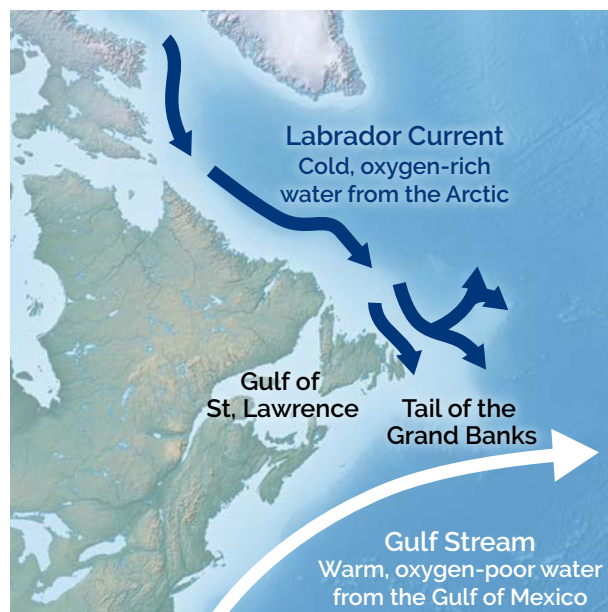 Labrador Current
Cold, oxygen-rich
water from the Arctic
Gulf of
St, Lawrence
Tail of the
Grand Banks
Gulf Stream
Warm, oxygen-poor water
from the Gulf of Mexico